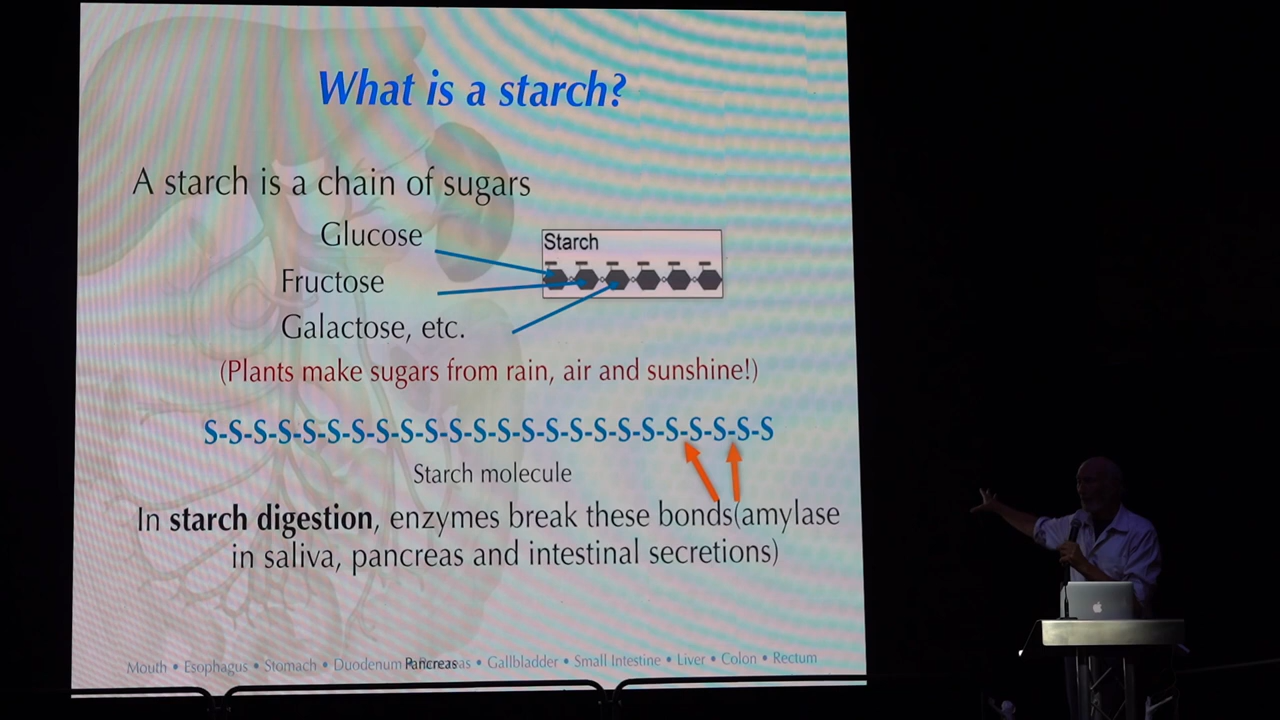 What is a starch?
A starch is a chain of sugars
Glucose
Starch
Fructose
Galactose, etc.
(Plants make sugars from rain, air and sunshine!)
S-S-S-S-S-S-S-S-S-S-S-S-S-S-S-S-S-S-S-S-S-S-S-S
Starch molecule
In starch digestion, enzymes break these bonds(amylase
in saliva, pancreas and intestinal secretions)
Mouth • Esophagus • Stomach • Duodenum Pancreas • Gallbladder • Small Intestine • Liver • Colon • Rectum